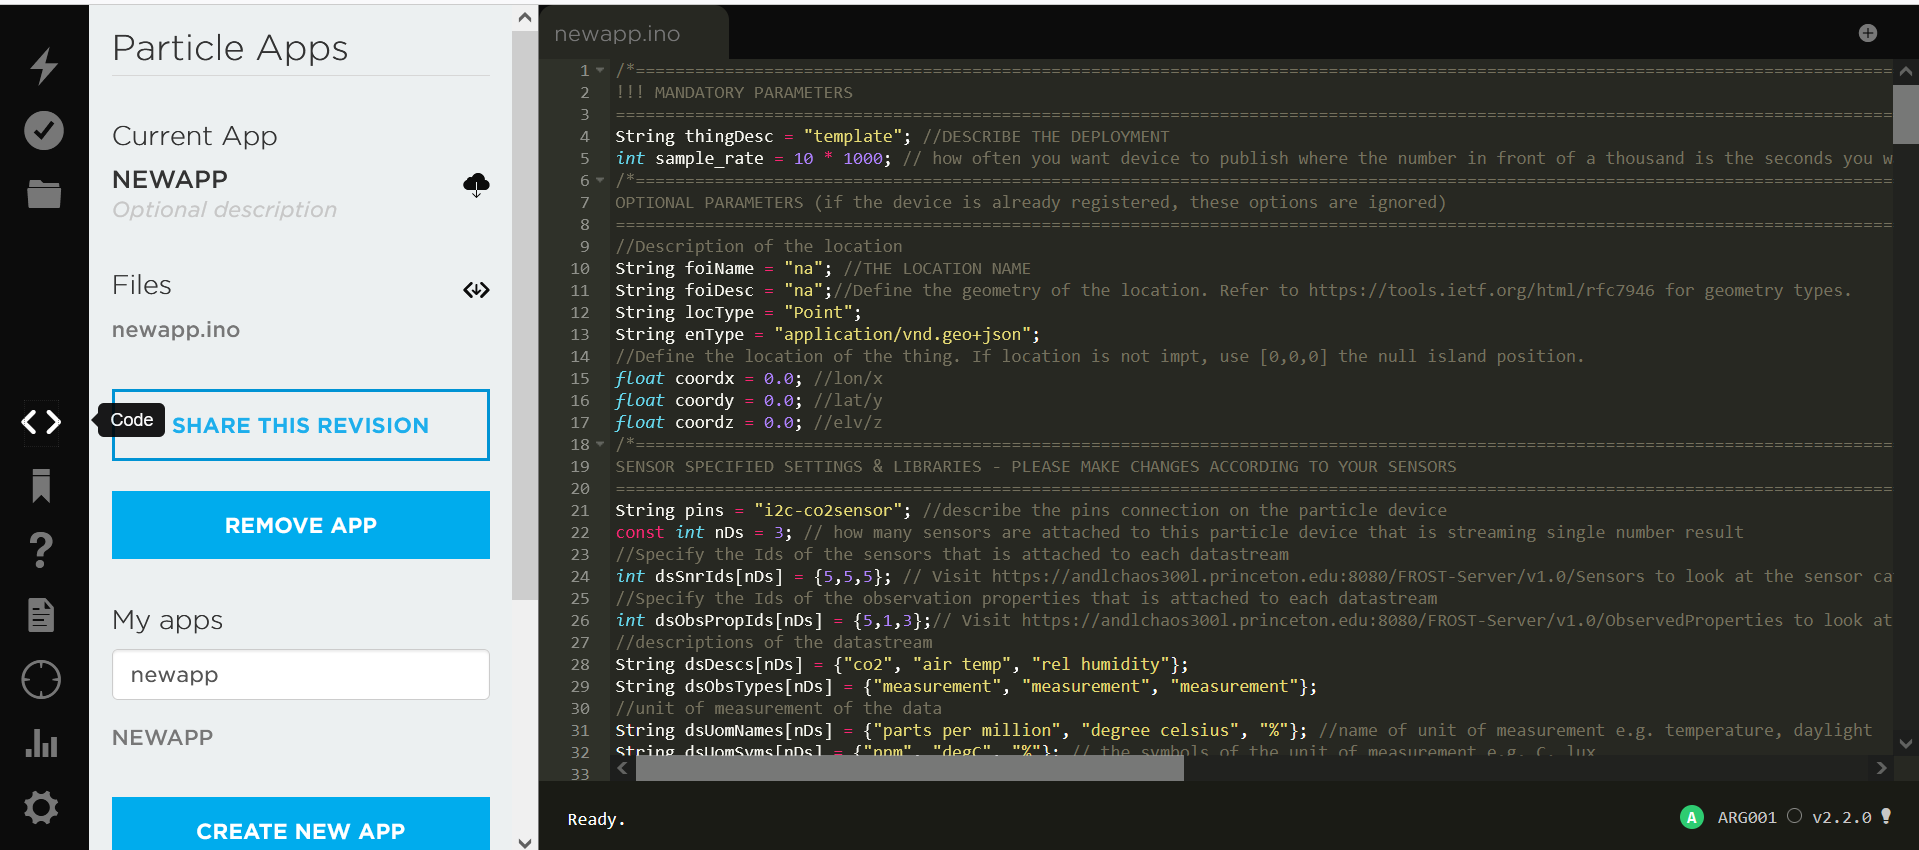 Particle Apps
Current App
NEWAPP
Optional description
Files
newapp.ino
Code
SHARE THIS REVISION
REMOVE APP
My apps
newapp
NEWAPP
CREATE NEW APP
newapp.ino
1 /*================================================================================
2 !!! MANDATORY PARAMETERS
3 ================================================================================
4 String thingDesc = "template"; //DESCRIBE THE DEPLOYMENT
5 int sample_rate = 10 * 1000; // how often you want device to publish where the number in front of a thousand is the seconds you w
6 /*================================================================================
7 OPTIONAL PARAMETERS (if the device is already registered, these options are ignored)
8 ================================================================================
9 //Description of the location
10 String foiName = "na"; //THE LOCATION NAME
11 String foiDesc = "na";//Define the geometry of the location. Refer to https://tools.ietf.org/html/rfc7946 for geometry types.
12 String locType = "Point";
13 String enType = "application/vnd.geo+json";
14 //Define the location of the thing. If location is not impt, use [0,0,0] the null island position.
15 float coordx = 0.0; //lon/x
16 float coordy = 0.0; //lat/y
17 float coordz = 0.0; //elv/z
18 /*================================================================================
19 SENSOR SPECIFIED SETTINGS & LIBRARIES - PLEASE MAKE CHANGES ACCORDING TO YOUR SENSORS
20 ================================================================================
21 String pins = "i2c-co2sensor"; //describe the pins connection on the particle device
22 const int nDs = 3; // how many sensors are attached to this particle device that is streaming single number result
23 //Specify the Ids of the sensors that is attached to each datastream
24 int dsSnrIds[nDs] = {5,5,5}; // Visit https://andlchaos300l.princeton.edu:8080/FROST-Server/v1.0/Sensors to look at the sensor ca
25 //Specify the Ids of the observation properties that is attached to each datastream
26 int dsObsPropIds[nDs] = {5,1,3};// Visit https://andlchaos300l.princeton.edu:8080/FROST-Server/v1.0/ObservedProperties to look at
27 //descriptions of the datastream
28 String dsDescs[nDs] = {"co2", "air temp", "rel humidity"};
29 String dsObsTypes[nDs] = {"measurement", "measurement", "measurement"};
30 //unit of measurement of the data
31 String dsUomNames[nDs] = {"parts per million", "degree celsius", "%"}; //name of unit of measurement e.g. temperature, daylight
32 String dsUomSyms[nDs] = {"ppm", "degC", "%"}; // the symbols of the unit of measurement e.g. C, lux
33
Ready.
A ARG001 v2.2.0